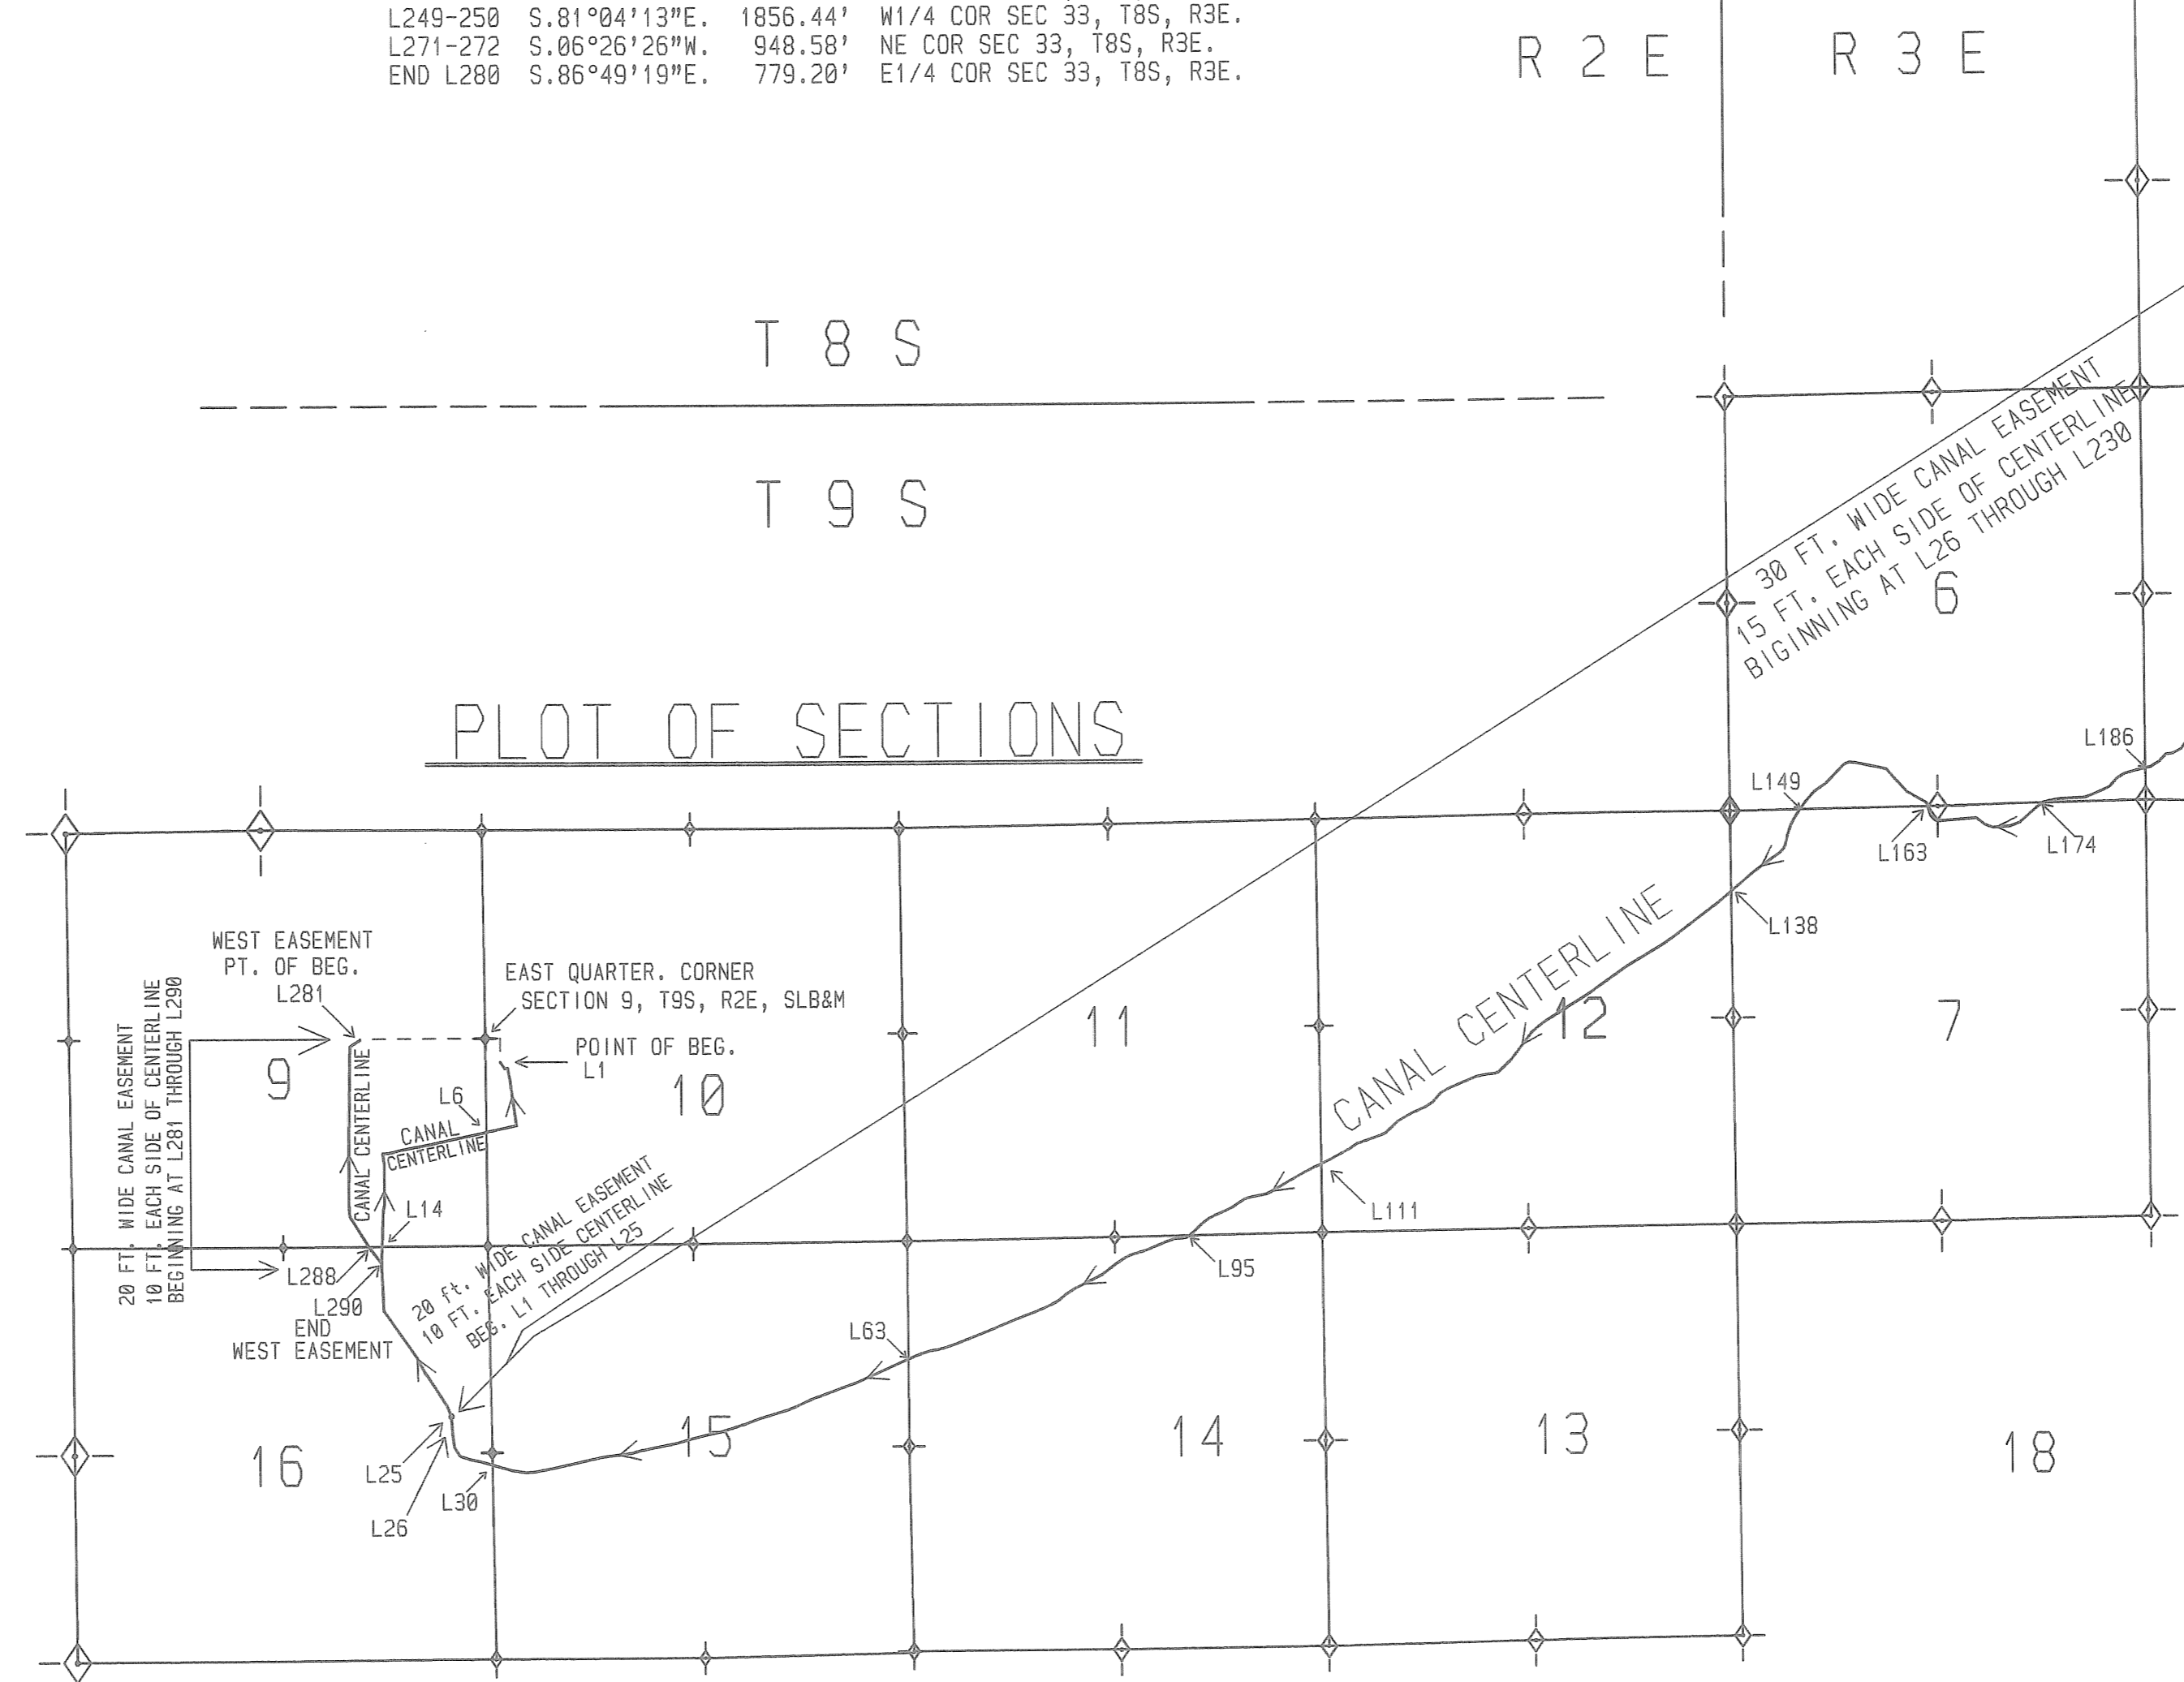 L249-250 S.81°04'13"E. 1856.44' W1/4 COR SEC 33, T8S, R3E.
L271-272 S.06°26'26"W. 948.58' NE COR SEC 33, T8S, R3E.
END L280 S.86°49'19"E. 779.20' E1/4 COR SEC 33, T8S, R3E.
R 2 E
R 3 E
T 8 S
T 9 S
30 FT. WIDE CANAL EASEMENT
15 FT. EACH SIDE OF CENTERLINE
BIGINNING AT L26 THROUGH L230
6
PLOT OF SECTIONS
L186
L149
L163
L174
L138
WEST EASEMENT
PT. OF BEG.
L281
EAST QUARTER. CORNER
SECTION 9, T9S, R2E, SLB&M
POINT OF BEG.
L1
20 FT. WIDE CANAL EASEMENT
10 FT. EACH SIDE OF CENTERLINE
BEGINNING AT L281 THROUGH L290
9
CANAL CENTERLINE
L6
CANAL
CENTERLINE
10
11
CANAL CENTERLINE
12
7
L14
L288
L290
END
WEST EASEMENT
20 ft. WIDE CANAL EASEMENT
10 FT. EACH SIDE CENTERLINE
BEG. L1 THROUGH L25
L111
L95
L63
16
L25
L26
L30
15
14
13
18